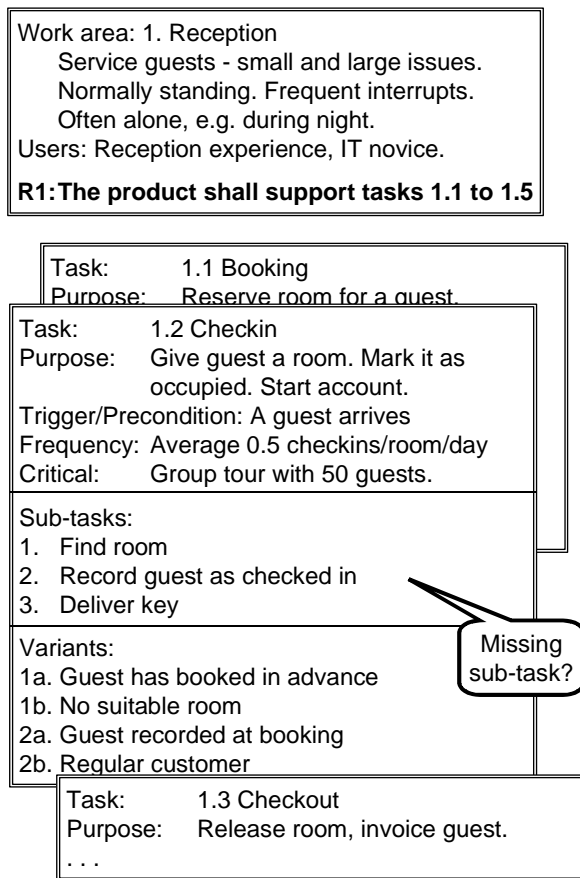 Work area: 1. Reception
Service guests - small and large issues.
Normally standing. Frequent interrupts.
Often alone, e.g. during night.
Users: Reception experience, IT novice.
R1: The product shall support tasks 1.1 to 1.5
Task: 1.1 Booking
Purpose: Reserve room for a guest.
Task: 1.2 Checkin
Purpose: Give guest a room. Mark it as
occupied. Start account.
Trigger/Precondition: A guest arrives
Frequency: Average 0.5 checkins/room/day
Critical: Group tour with 50 guests.
Sub-tasks:
1. Find room
2. Record guest as checked in
3. Deliver key
Missing
sub-task?
Variants:
1a. Guest has booked in advance
1b. No suitable room
2a. Guest recorded at booking
2b. Regular customer
Task: 1.3 Checkout
Purpose: Release room, invoice guest.
. . .